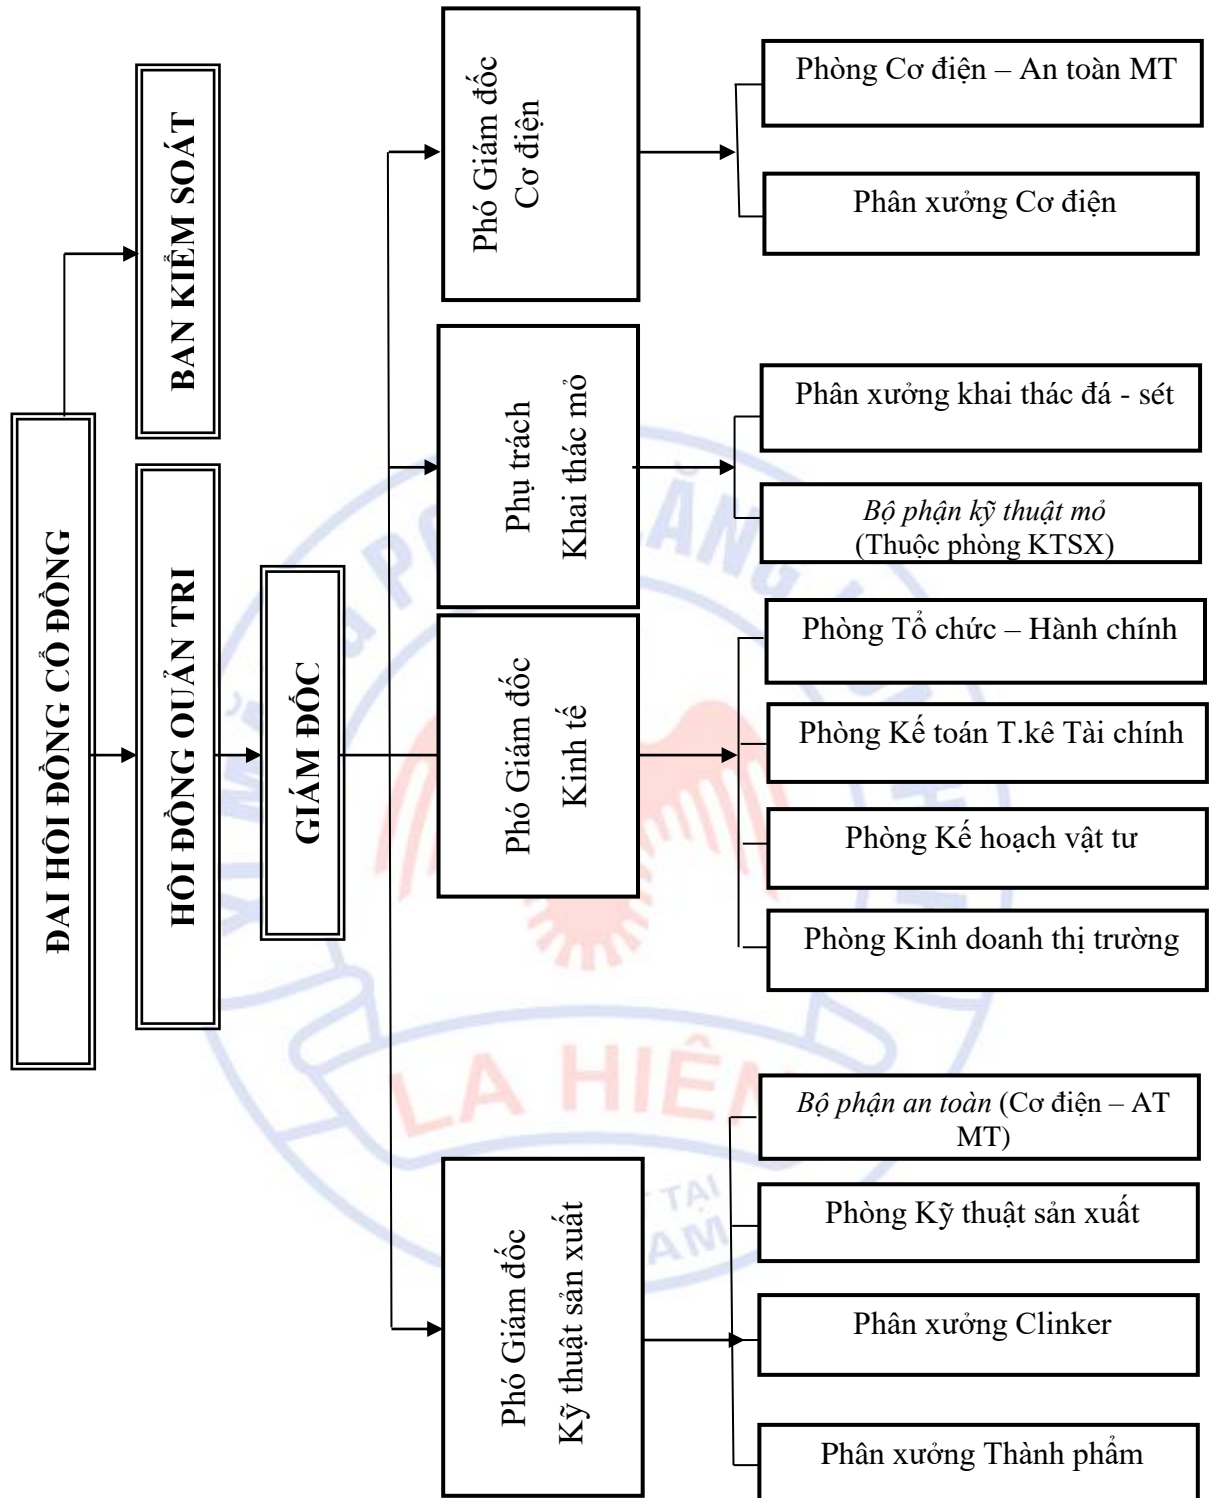 ĐẠI HỘI ĐỒNG CỔ ĐÔNG
BAN KIỂM SOÁT
HỘI ĐỒNG QUẢN TRỊ
GIÁM ĐỐC
Phó Giám đốc
Cơ điện
Phòng Cơ điện – An toàn MT
Phân xưởng Cơ điện
Phụ trách
Khai thác mỏ
Phân xưởng khai thác đá - sét
Bộ phận kỹ thuật mỏ
(Thuộc phòng KTSX)
Phó Giám đốc
Kinh tế
Phòng Tổ chức – Hành chính
Phòng Kế toán T.kê Tài chính
Phòng Kế hoạch vật tư
Phòng Kinh doanh thị trường
Phó Giám đốc
Kỹ thuật sản xuất
Bộ phận an toàn (Cơ điện – AT
MT)
Phòng Kỹ thuật sản xuất
Phân xưởng Clinker
Phân xưởng Thành phẩm
LA HIÊN